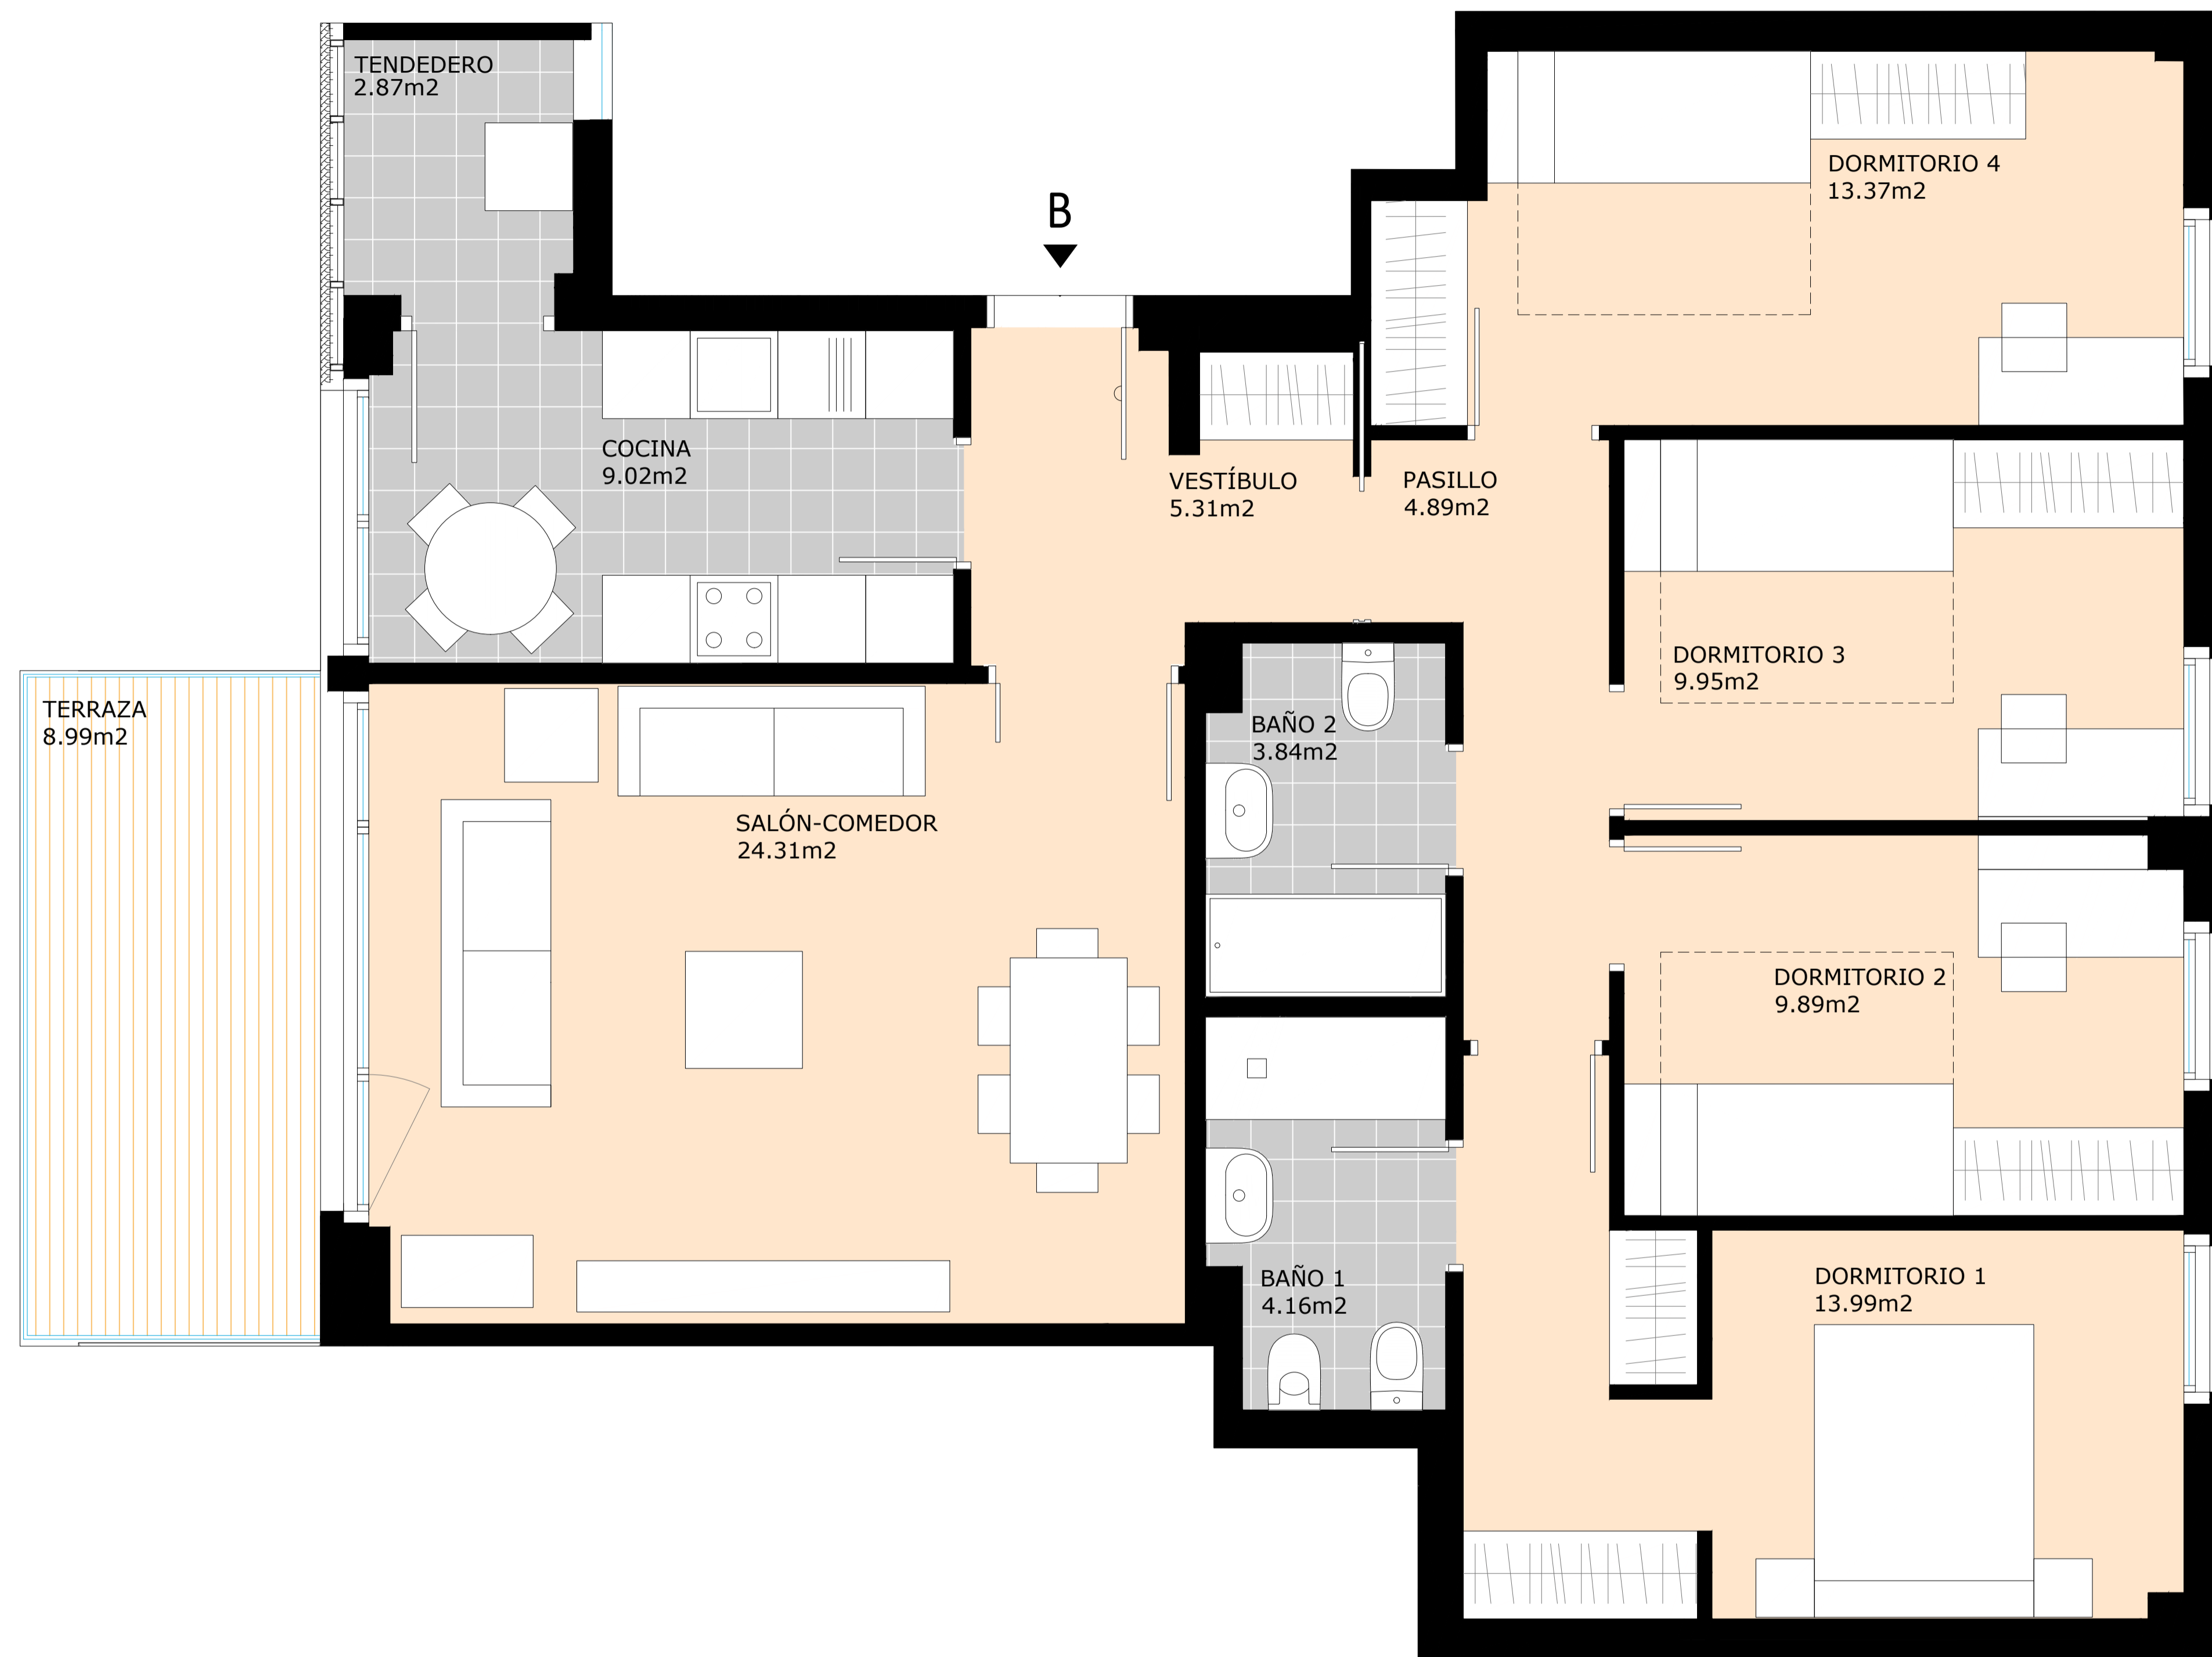 TENDEDERO
2.87m2
B
DORMITORIO 4
13.37m2
COCINA
9.02m2
VESTÍBULO
5.31m2
PASILLO
4.89m2
DORMITORIO 3
9.95m2
TERRAZA
8.99m2
BAÑO 2
3.84m2
SALÓN-COMEDOR
24.31m2
DORMITORIO 2
9.89m2
BAÑO 1
4.16m2
DORMITORIO 1
13.99m2